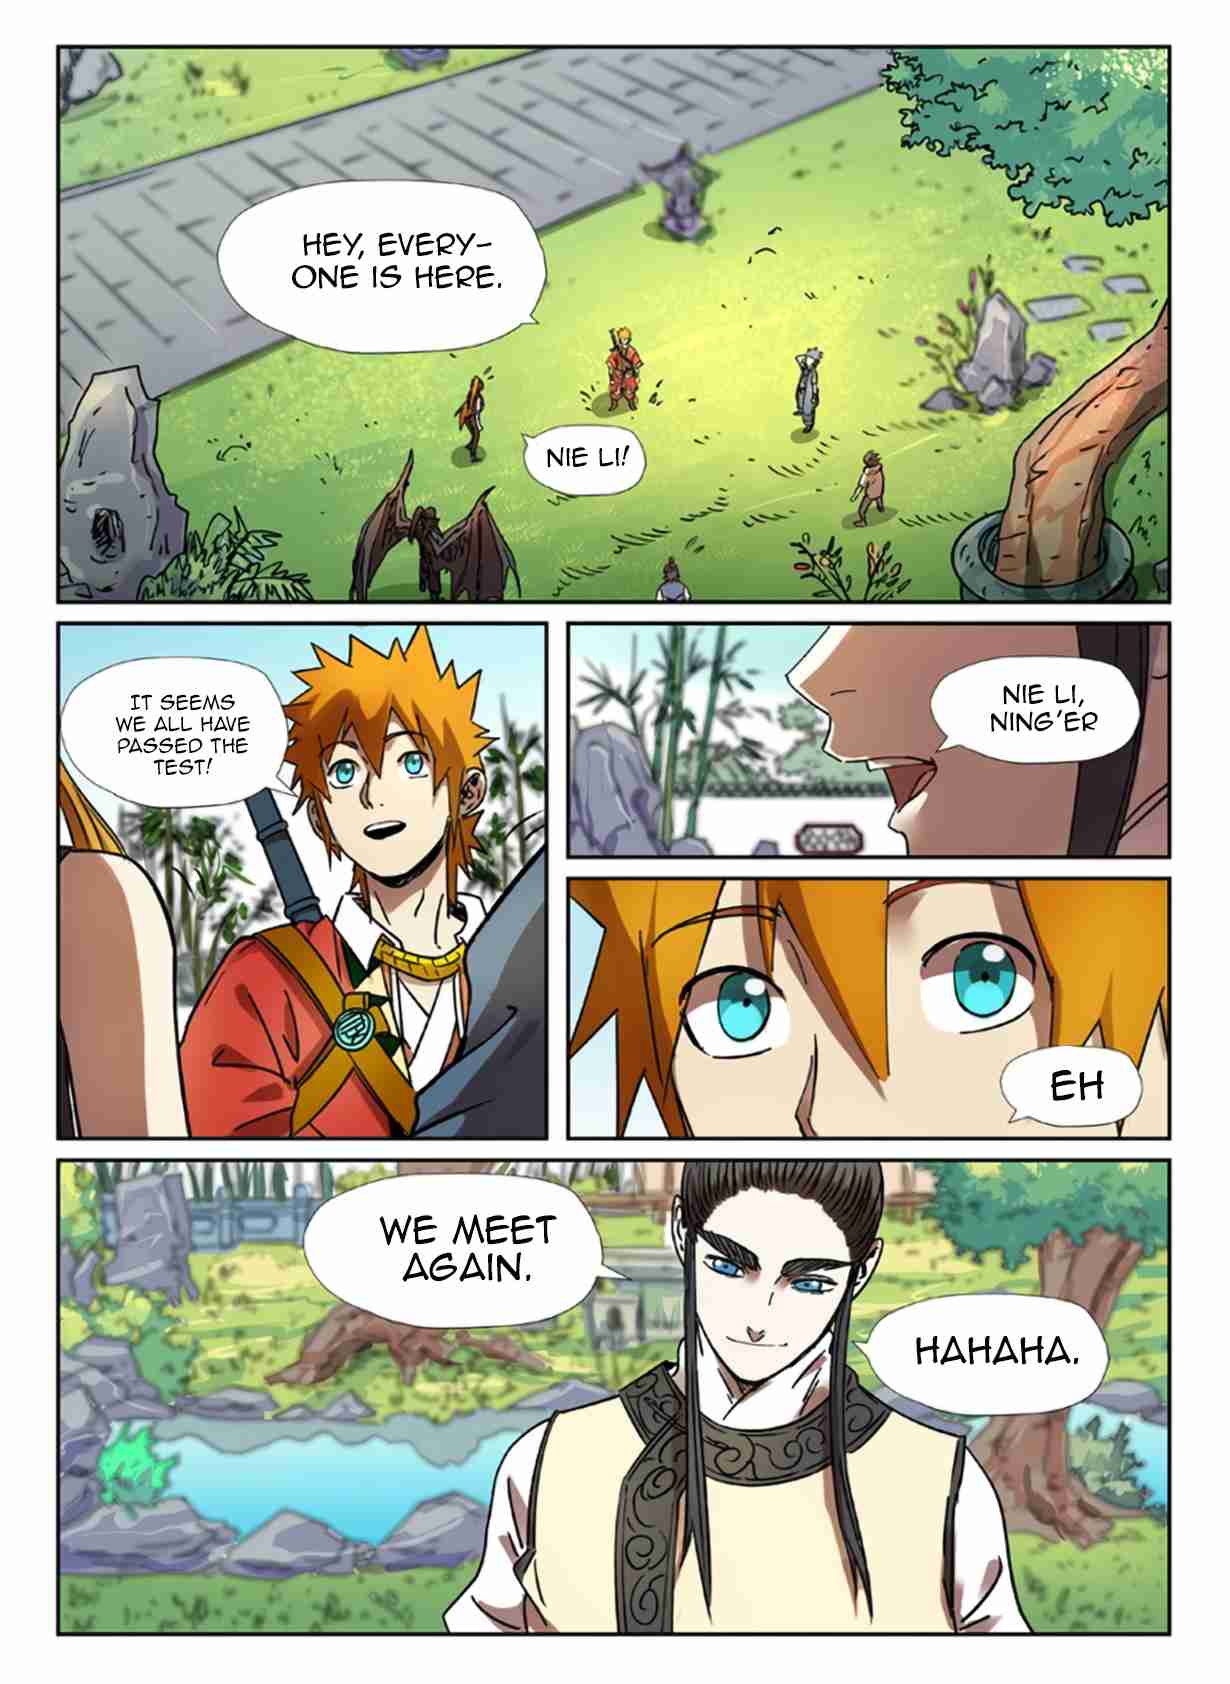 HEY, EVERY-
ONE IS HERE.
NIE LI!
IT SEEMS
WE ALL HAVE
PASSED THE
TEST!
NIE LI,
NING'ER
EH
WE MEET
AGAIN.
HAHAHA.